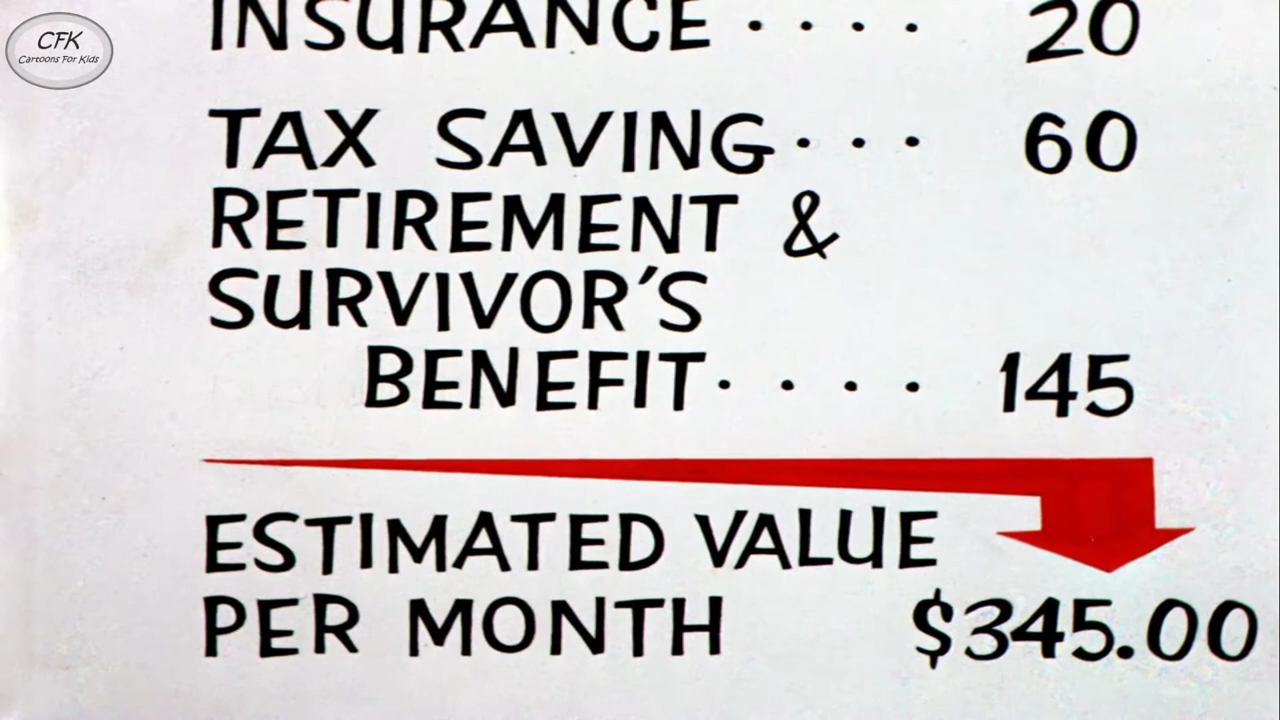 CFK
Cartoons For Kids
INSURANCE .... 20
TAX SAVING... 60
RETIREMENT &
SURVIVOR'S
BENEFIT.... 145
ESTIMATED VALUE
PER MONTH $345.00